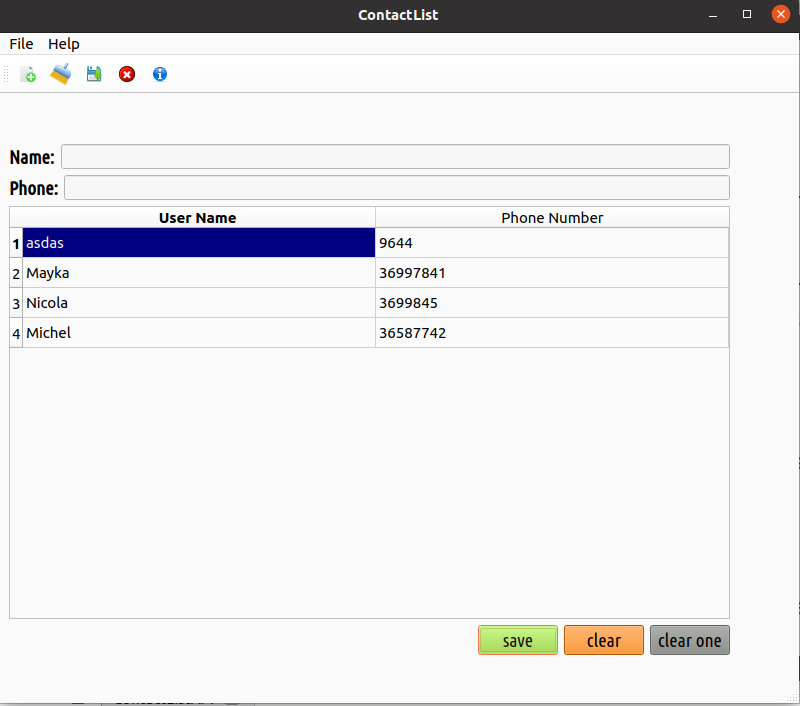 ContactList
File Help
Name:
Phone:
User Name Phone Number
1 asdas 9644
2 Mayka 36997841
3 Nicola 3699845
4 Michel 36587742
save clear clear one